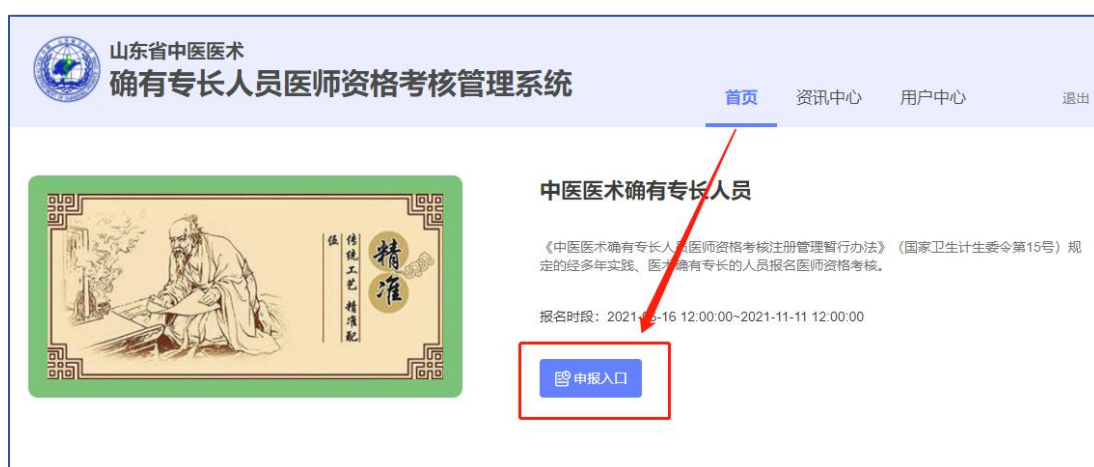 山东省中医医术
确有专长人员医师资格考核管理系统
首页 资讯中心 用户中心 退出
传统工艺 精准配
伍
精准
中医医术确有专长人员
《中医医术确有专长人员医师资格考核注册管理暂行办法》（国家卫生计生委令第15号）规
定的经多年实践、医术确有专长的人员报名医师资格考核。
报名时段：2021- -16 12:00:00~2021-11-11 12:00:00
申报入口